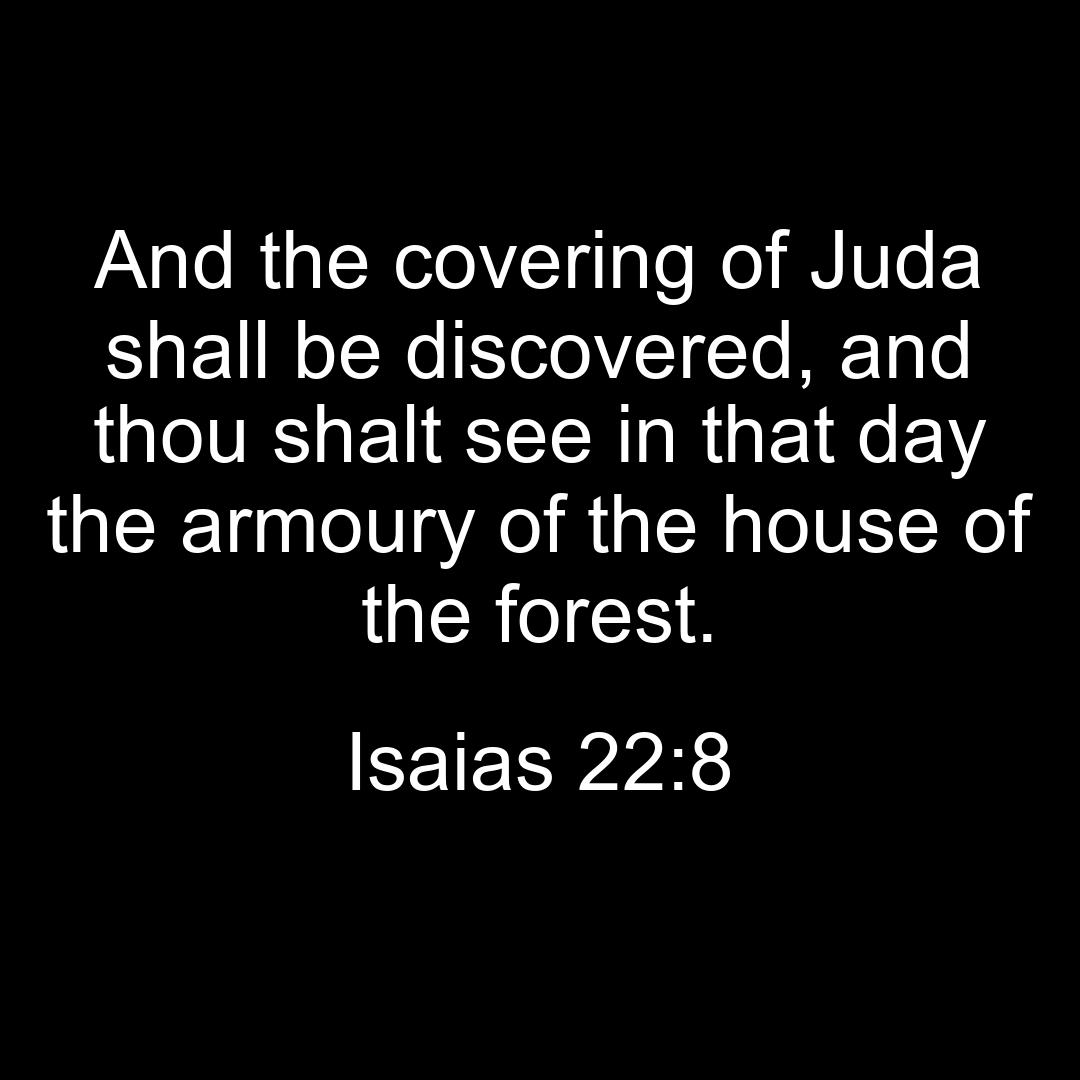 And the covering of Juda
shall be discovered, and
thou shalt see in that day
the armoury of the house of
the forest.
Isaias 22:8